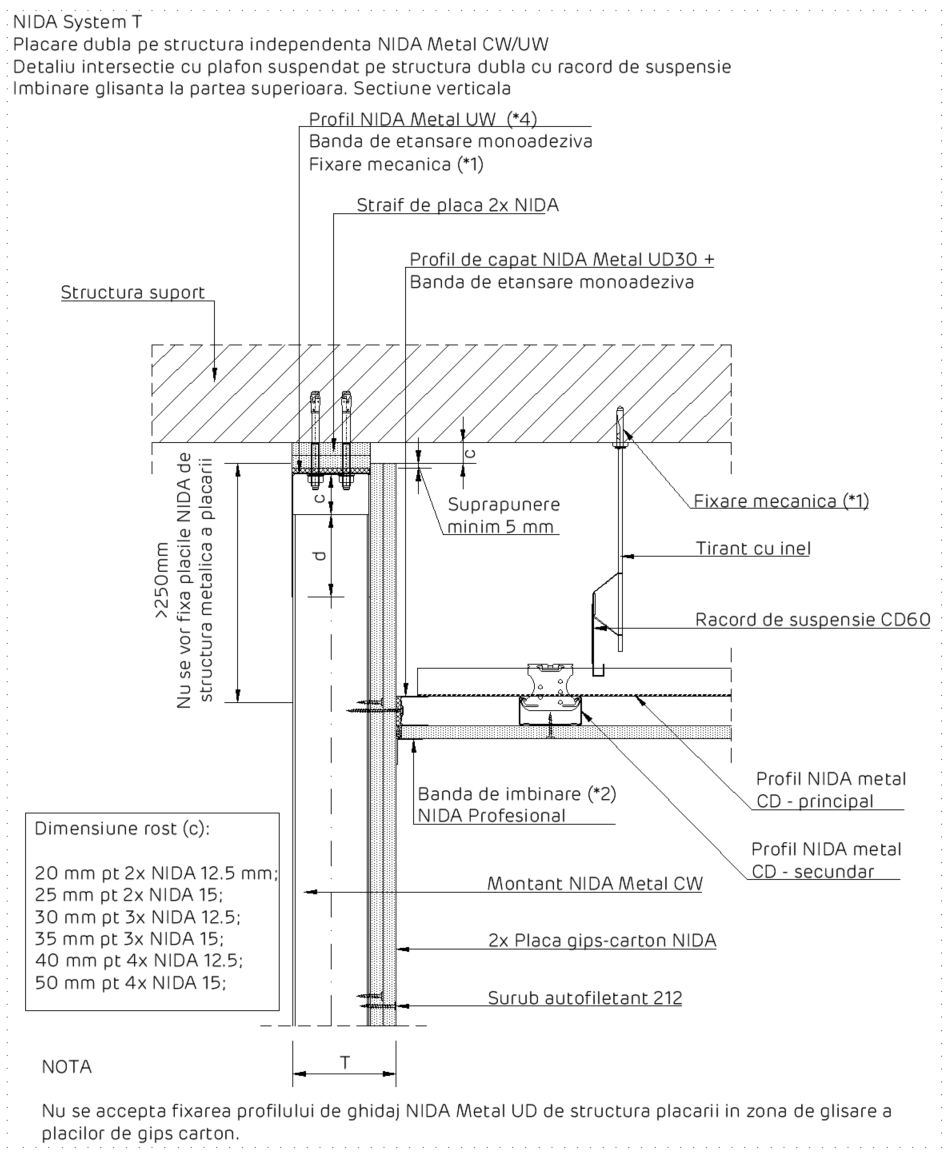 NIDA System T
Placare dubla pe structura independenta NIDA Metal CW/UW
Detaliu intersectie cu plafon suspendat pe structura dubla cu racord de suspensie
Imbinare glisanta la partea superioara. Sectiune verticala
Profil NIDA Metal UW (*4)
Banda de etansare monoadeziva
Fixare mecanica (*1)
Straif de placa 2x NIDA
Profil de capat NIDA Metal UD30 +
Banda de etansare monoadeziva
Structura suport
c
c
d
>250mm
Nu se vor fixa placile NIDA de
structura metalica a placarii
Suprapunere
minim 5 mm
Fixare mecanica (*1)
Tirant cu inel
Racord de suspensie CD60
Profil NIDA metal
CD - principal
Banda de imbinare (*2)
NIDA Profesional
Profil NIDA metal
CD - secundar
Dimensiune rost (c):
20 mm pt 2x NIDA 12.5 mm;
25 mm pt 2x NIDA 15;
30 mm pt 3x NIDA 12.5;
35 mm pt 3x NIDA 15;
40 mm pt 4x NIDA 12.5;
50 mm pt 4x NIDA 15;
Montant NIDA Metal CW
2x Placa gips-carton NIDA
Surub autofiletant 212
T
NOTA
Nu se accepta fixarea profilului de ghidaj NIDA Metal UD de structura placarii in zona de glisare a
placilor de gips carton.